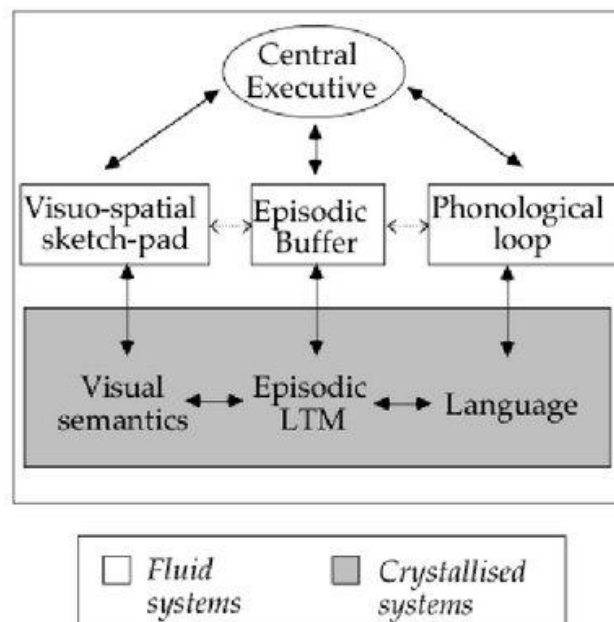 Central
Executive
Visuo-spatial
sketch-pad
Episodic
Buffer
Phonological
loop
Visual
semantics
Episodic
LTM
Language
Fluid
systems
Crystallised
systems